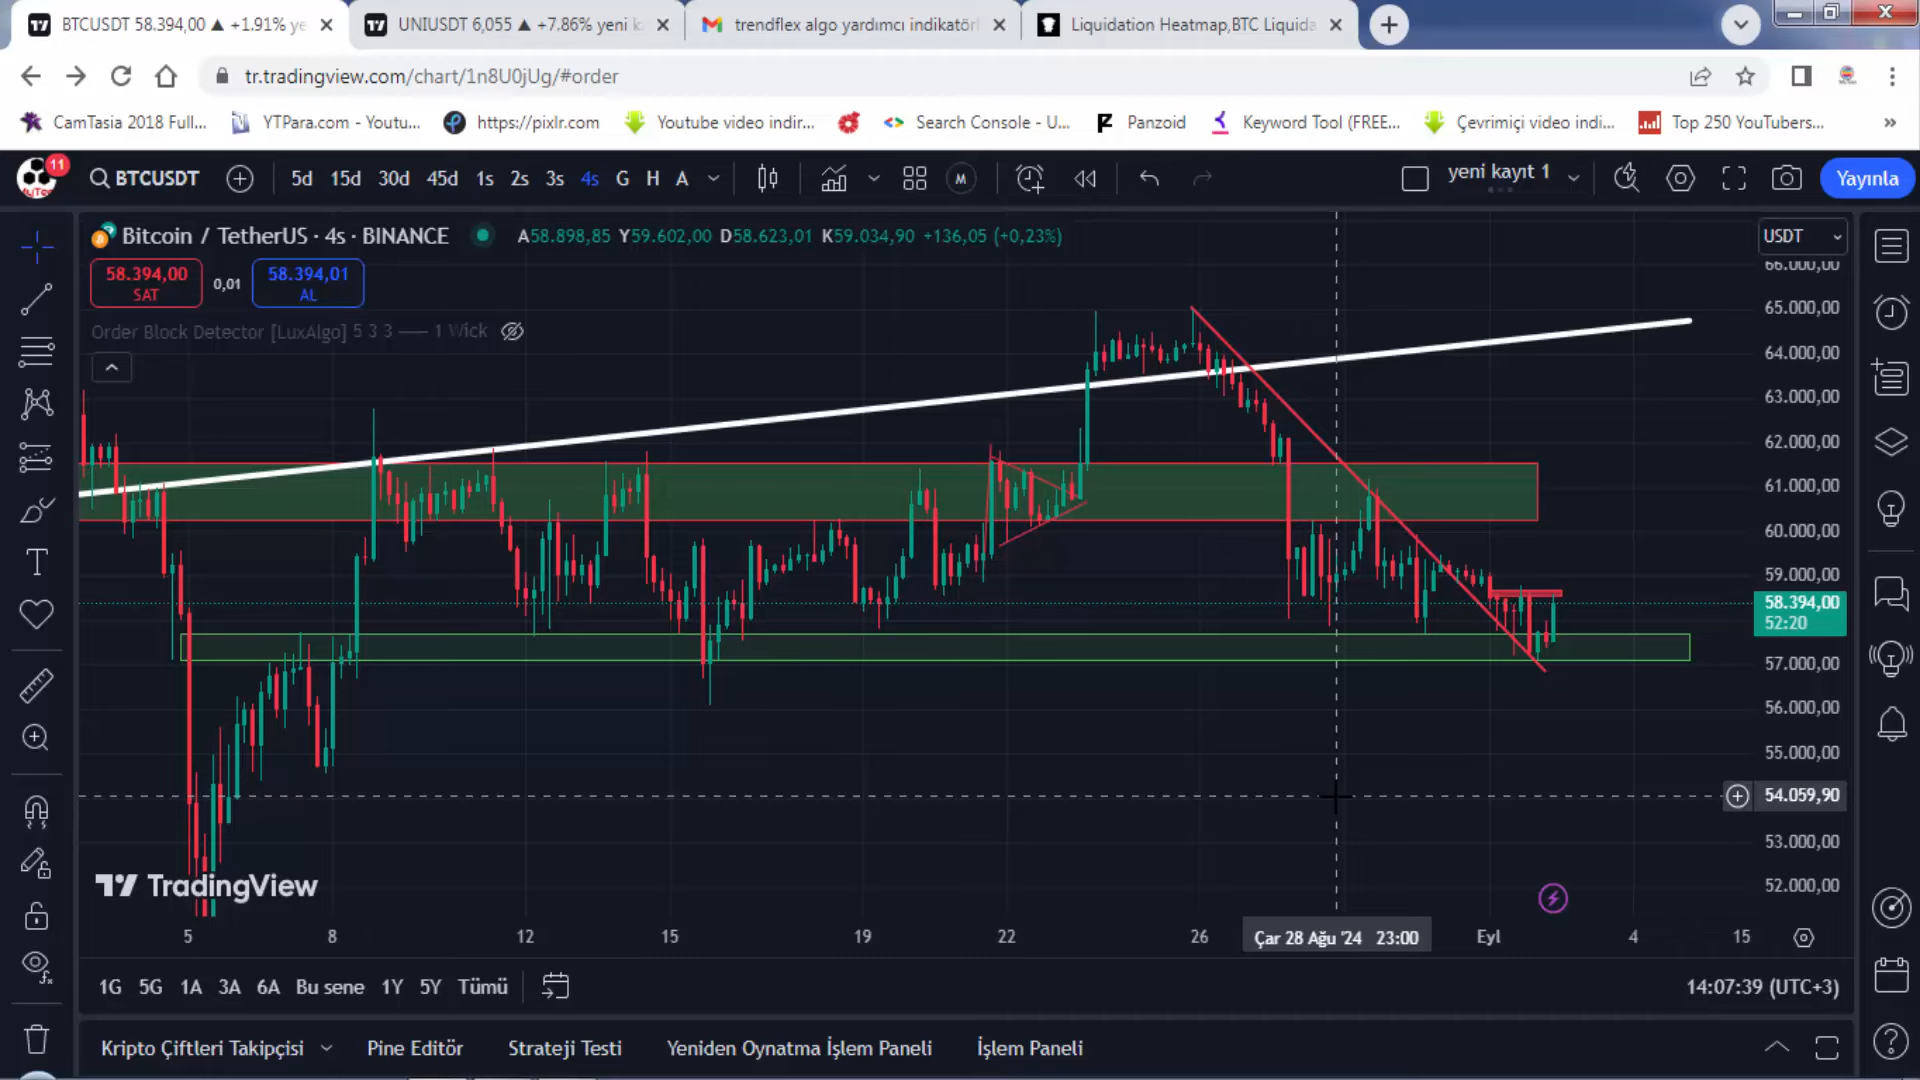 BTCUSDT 58.394,00 ▲ +1.91% ye
UNIUSDT 6,055 ▲ +7.86% yeni k
trendflex algo yardımcı indikatörl
Liquidation Heatmap,BTC Liquida
tr.tradingview.com/chart/1n8U0jUg/#order
CamTasia 2018 Full...
YTPara.com - Youtu...
https://pixlr.com
Youtube video indir...
Search Console - U...
Panzoid
Keyword Tool (FREE...
Çevrimiçi video indi...
Top 250 YouTubers...
»
11
BTCUSDT
5d 15d 30d 45d 1s 2s 3s 4s G H A
M
yeni kayıt 1
Yayınla
Bitcoin / TetherUS · 4s · BINANCE
A58.898,85 Y59.602,00 D58.623,01 K59.034,90 +136,05 (+0,23%)
USDT
58.394,00
SAT
0,01
58.394,01
AL
Order Block Detector [LuxAlgo] 5 3 3 —— 1 Wick
66.000,00
65.000,00
64.000,00
63.000,00
62.000,00
61.000,00
60.000,00
59.000,00
58.394,00
52:20
57.000,00
56.000,00
55.000,00
54.059,90
53.000,00
52.000,00
TradingView
5 8 12 15 19 22 26 Çar 28 Ağu '24 23:00 Eyl 4 15
1G 5G 1A 3A 6A Bu sene 1Y 5Y Tümü
14:07:39 (UTC+3)
Kripto Çiftleri Takipçisi
Pine Editör
Strateji Testi
Yeniden Oynatma İşlem Paneli
İşlem Paneli